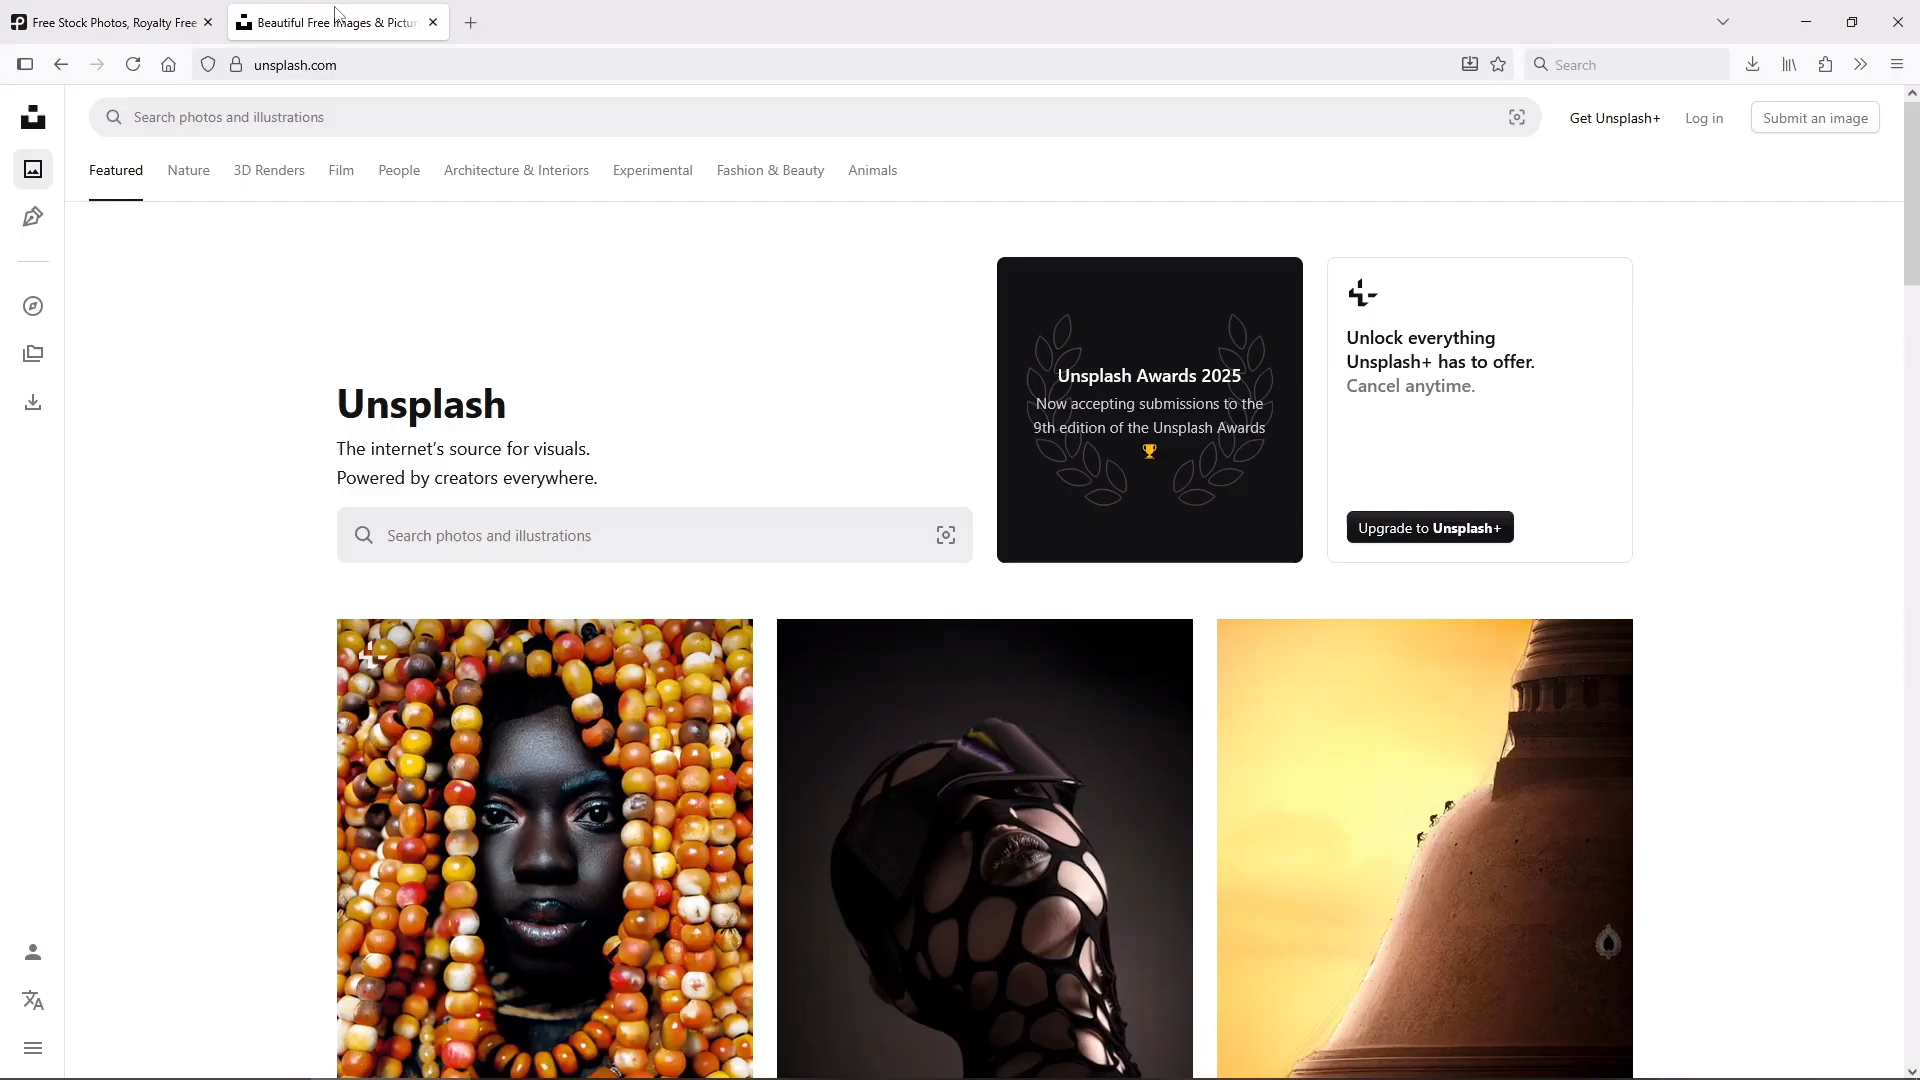 Free Stock Photos, Royalty Free
Beautiful Free Images & Pictur
unsplash.com
Search
Search photos and illustrations
Get Unsplash+
Log in
Submit an image
Featured
Nature
3D Renders
Film
People
Architecture & Interiors
Experimental
Fashion & Beauty
Animals
Unsplash
The internet’s source for visuals.
Powered by creators everywhere.
Search photos and illustrations
Unsplash Awards 2025
Now accepting submissions to the
9th edition of the Unsplash Awards
🏆
Unlock everything
Unsplash+ has to offer.
Cancel anytime.
Upgrade to Unsplash+